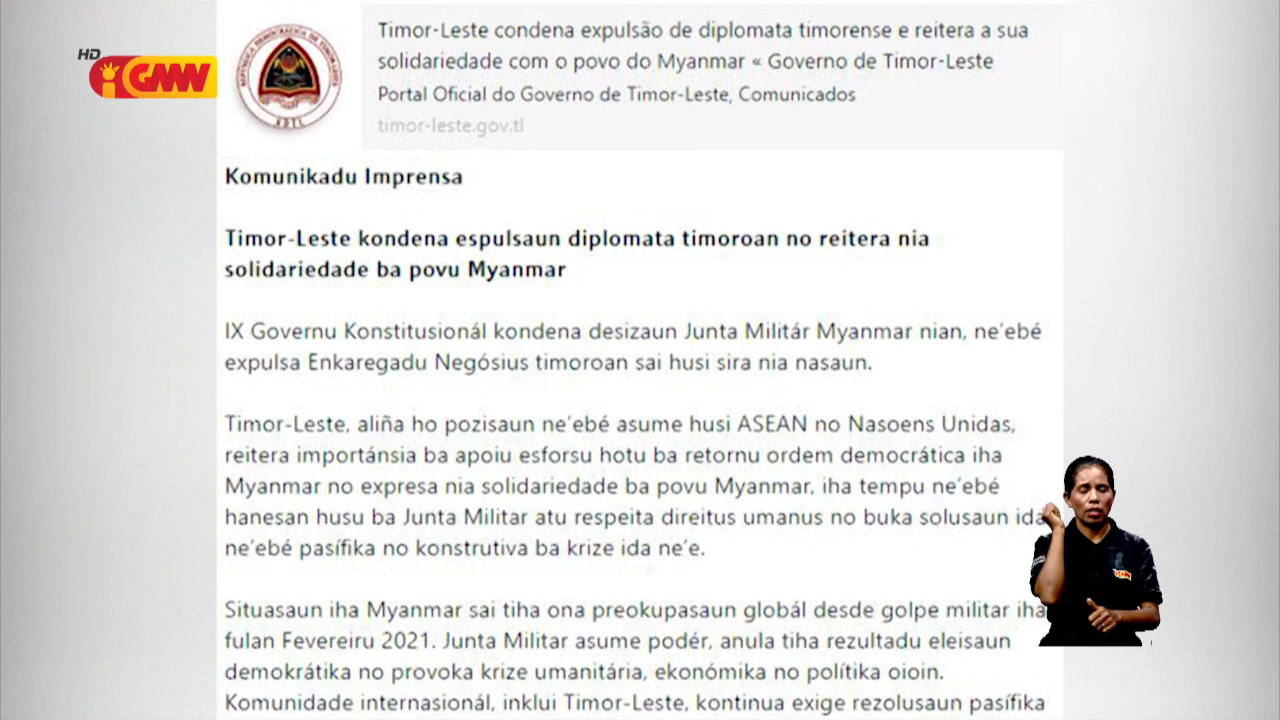 HD
GMW
Timor-Leste condena expulsão de diplomata timorense e reitera a sua
solidariedade com o povo do Myanmar « Governo de Timor-Leste
Portal Oficial do Governo de Timor-Leste, Comunicados
timor-leste.gov.tl
Komunikadu Imprensa
Timor-Leste kondena espulsaun diplomata timoroan no reitera nia
solidariedade ba povu Myanmar
IX Governu Konstitusionál kondena desizaun Junta Militár Myanmar nian, ne'ebé
expulsa Enkaregadu Negósius timoroan sai husi sira nia nasaun.
Timor-Leste, aliña ho pozisaun ne'ebé asume husi ASEAN no Nasoens Unidas,
reitera importánsia ba apoiu esforsu hotu ba retornu ordem democrática iha
Myanmar no expresa nia solidariedade ba povu Myanmar, iha tempu ne'ebé
hanesan husu ba Junta Militar atu respeita direitus umanus no buka solusaun ida
ne'ebé pasífika no konstrutiva ba krize ida ne'e.
Situasaun iha Myanmar sai tiha ona preokupasaun globál desde golpe militar iha
fulan Fevereiru 2021. Junta Militar asume podér, anula tiha rezultadu eleisaun
demokrátika no provoka krize umanitária, ekonómika no polítika oioin.
Komunidade internasionál, inklui Timor-Leste, kontinua exige rezolusaun pasífika